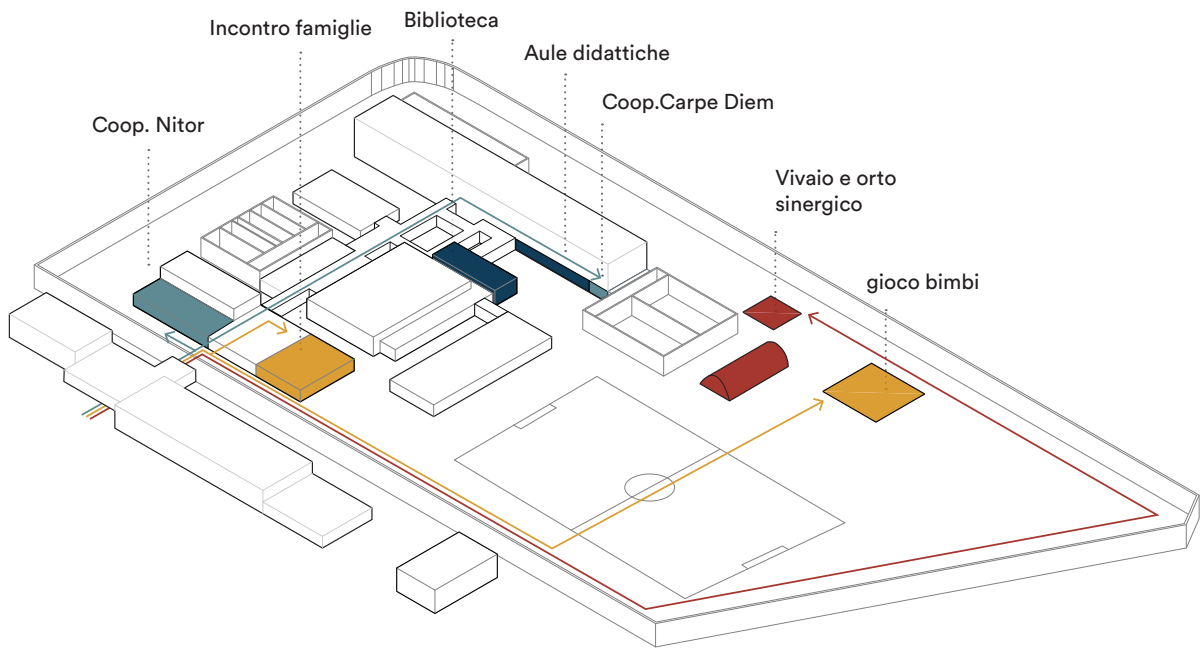 Incontro famiglie
Biblioteca
Aule didattiche
Coop.Carpe Diem
Coop. Nitor
Vivaio e orto
sinergico
gioco bimbi